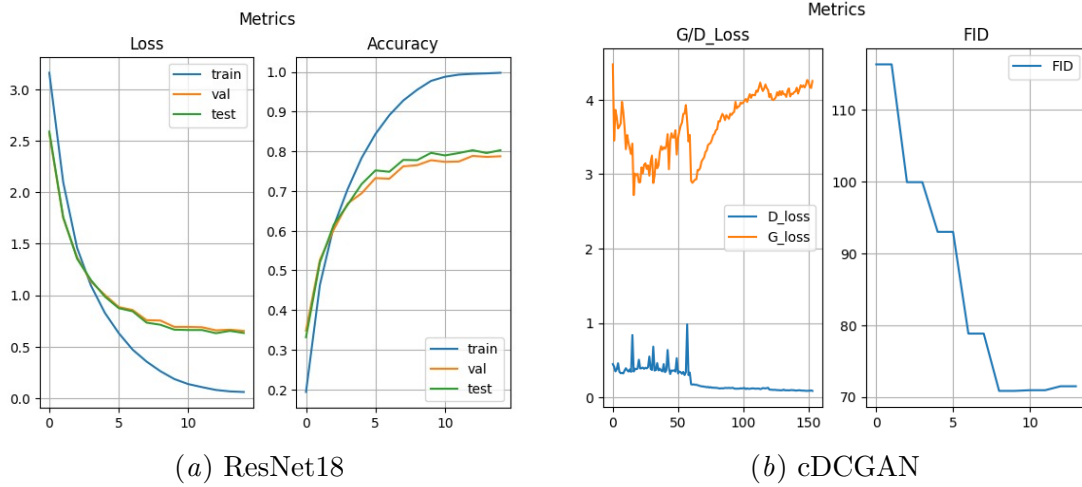 Metrics
Loss
Accuracy
3.0
2.5
2.0
1.5
1.0
0.5
0.0
0
5
10
train
val
test
1.0
0.9
0.8
0.7
0.6
0.5
0.4
0.3
0.2
0
5
10
train
val
test
(a) ResNet18
Metrics
G/D_Loss
FID
4
3
2
1
0
0
50
100
150
D_loss
G_loss
110
100
90
80
70
0
5
10
FID
(b) cDCGAN